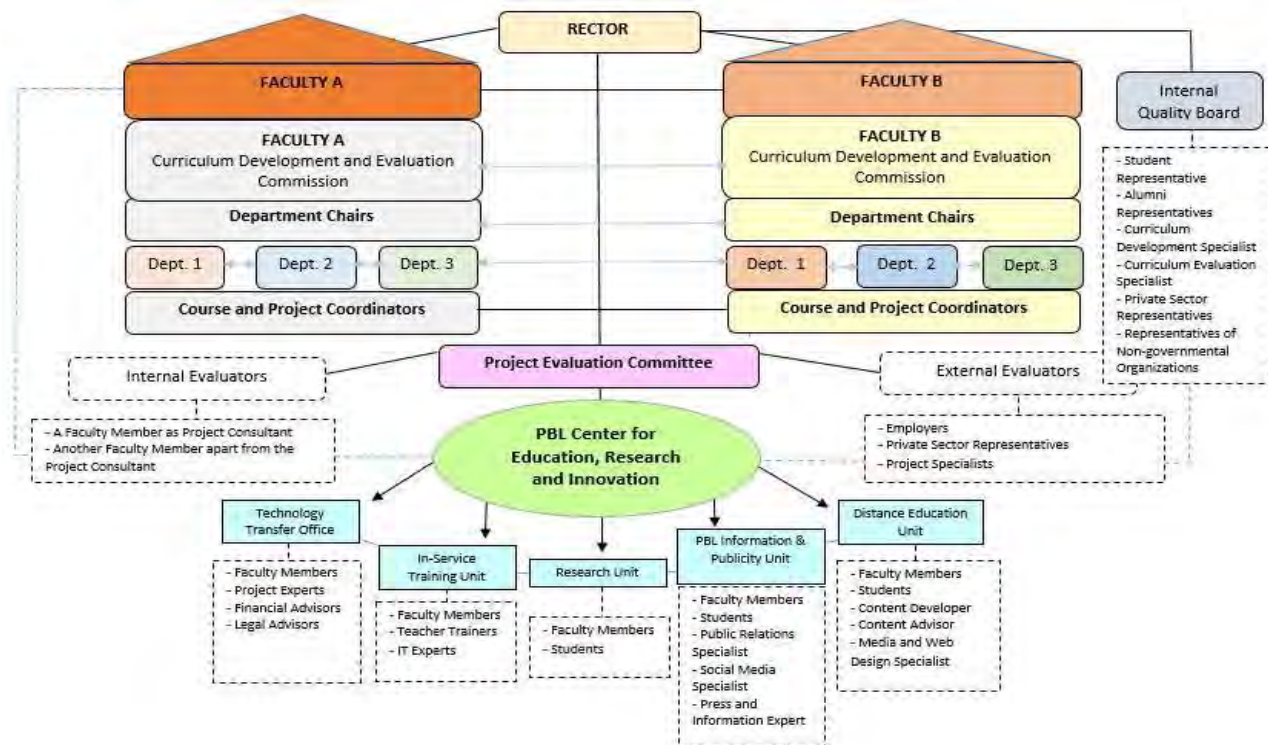 RECTOR
FACULTY A
FACULTY B
Internal
Quality Board
FACULTY A
Curriculum Development and Evaluation
Commission
FACULTY B
Curriculum Development and Evaluation
Commission
- Student
Representative
- Alumni
Representatives
- Curriculum
Development Specialist
- Curriculum Evaluation
Specialist
- Private Sector
Representatives
- Representatives of
Non-governmental
Organizations
Department Chairs
Department Chairs
Dept. 1
Dept. 2
Dept. 3
Dept. 1
Dept. 2
Dept. 3
Course and Project Coordinators
Course and Project Coordinators
Project Evaluation Committee
Internal Evaluators
External Evaluators
- A Faculty Member as Project Consultant
- Another Faculty Member apart from the
Project Consultant
- Employers
- Private Sector Representatives
- Project Specialists
PBL Center for
Education, Research
and Innovation
Technology
Transfer Office
- Faculty Members
- Project Experts
- Financial Advisors
- Legal Advisors
In-Service
Training Unit
- Faculty Members
- Teacher Trainers
- IT Experts
Research Unit
- Faculty Members
- Students
PBL Information &
Publicity Unit
- Faculty Members
- Students
- Public Relations
Specialist
- Social Media
Specialist
- Press and
Information Expert
Distance Education
Unit
- Faculty Members
- Students
- Content Developer
- Content Advisor
- Media and Web
Design Specialist